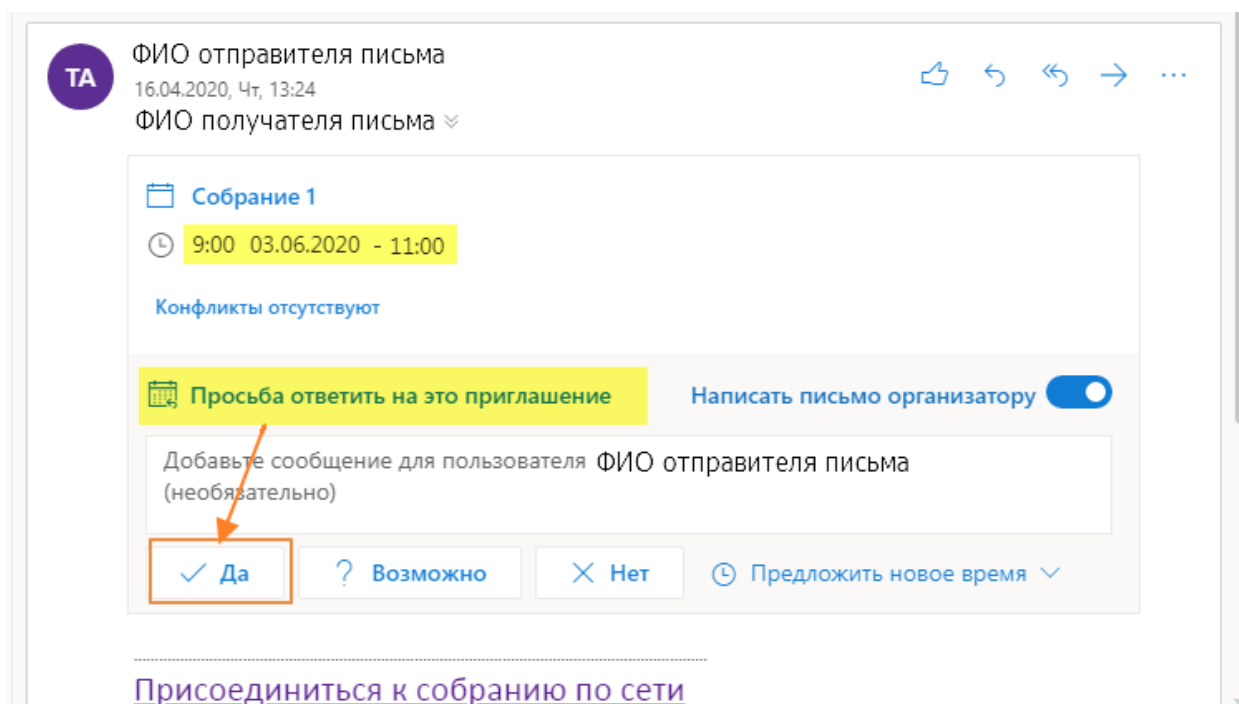 ТА
ФИО отправителя письма
16.04.2020, Чт, 13:24
ФИО получателя письма
Собрание 1
9:00 03.06.2020 - 11:00
Конфликты отсутствуют
Просьба ответить на это приглашение
Написать письмо организатору
Добавьте сообщение для пользователя ФИО отправителя письма
(необязательно)
Да
? Возможно
Нет
Предложить новое время
Присоединиться к собранию по сети